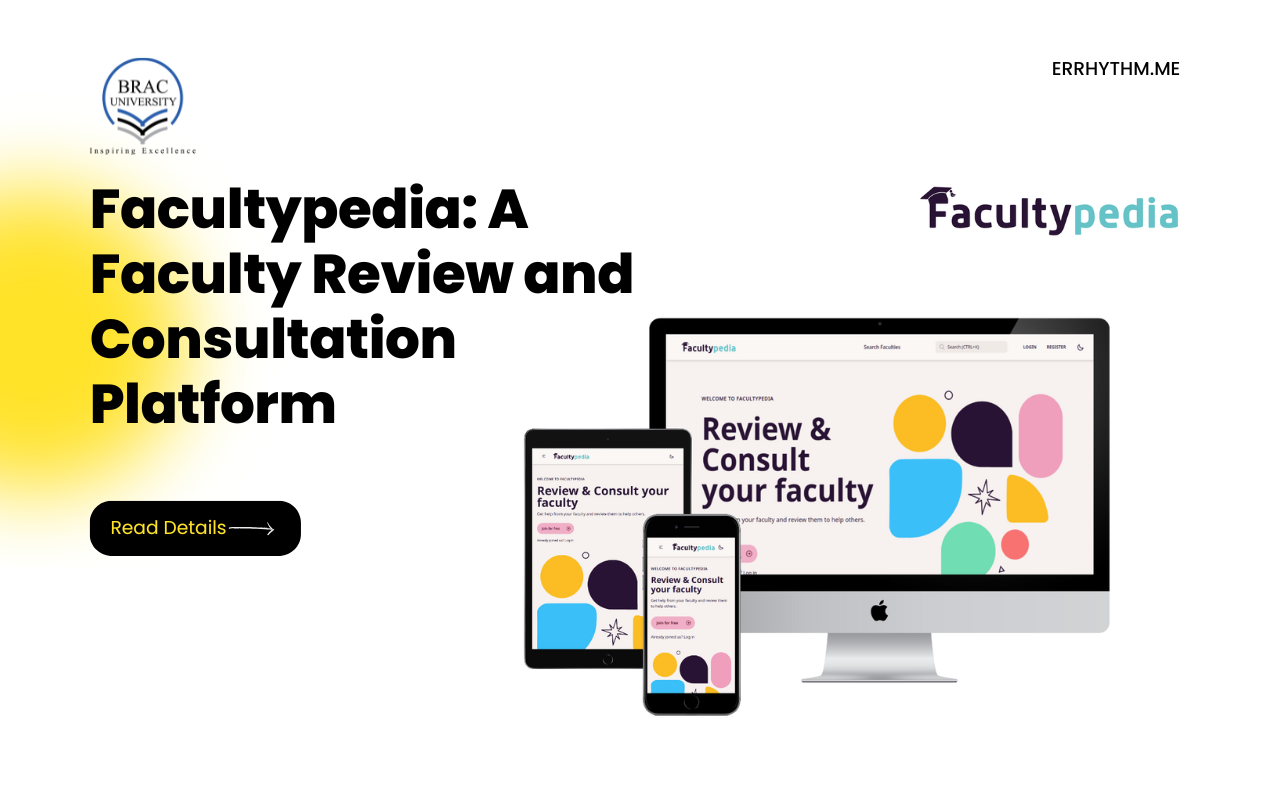 BRAC
UNIVERSITY
Inspiring Excellence
ERRHYTHM.ME
Facultypedia: A
Faculty Review and
Consultation
Platform
Read Details
Facultypedia
Facultypedia
Search Faculties
Search (CTRL+K)
LOGIN
REGISTER
WELCOME TO FACULTYPEDIA
Review &
Consult
your faculty
your faculty and review them to help others.
Facultypedia
WELCOME TO FACULTYPEDIA
Review & Consult your
faculty
Get help from your faculty and review them to help others.
Join for free
Already joined us? Log in
Facultypedia
WELCOME TO FACULTYPEDIA
Review & Consult
your faculty
Get help from your faculty and review them
to help others.
Join for free
Already joined us? Log in